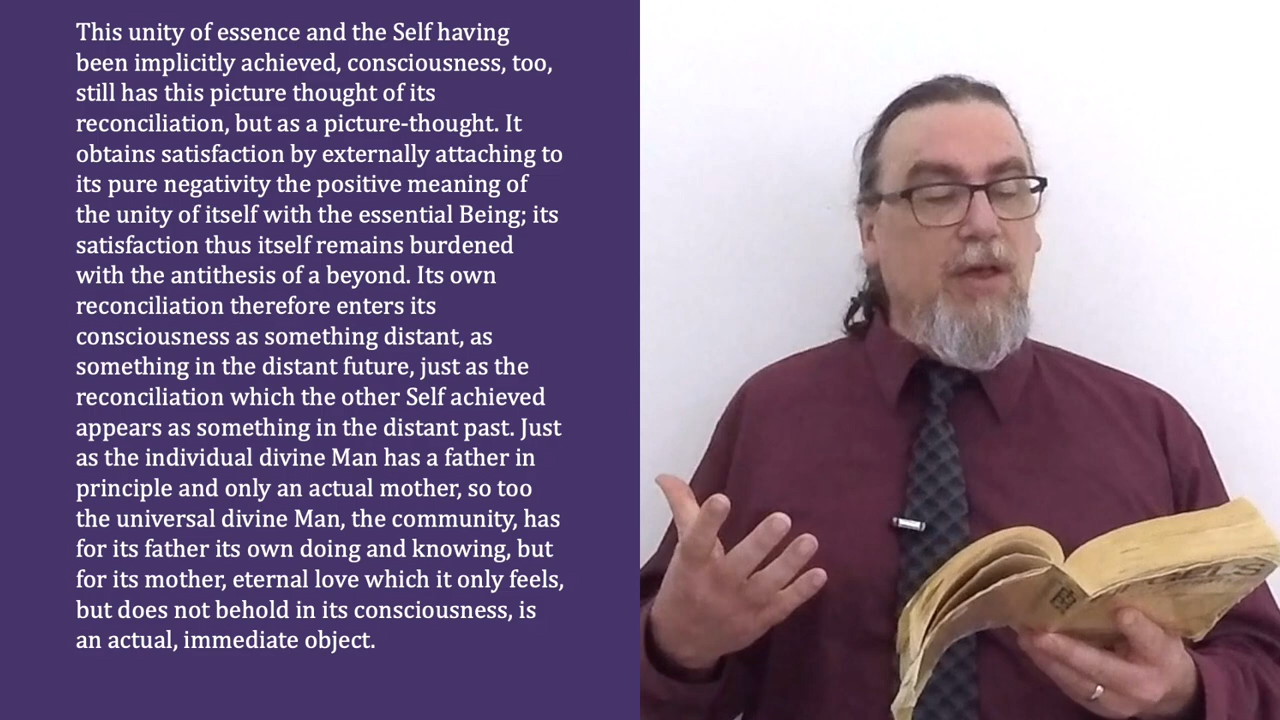 This unity of essence and the Self having
been implicitly achieved, consciousness, too,
still has this picture thought of its
reconciliation, but as a picture-thought. It
obtains satisfaction by externally attaching to
its pure negativity the positive meaning of
the unity of itself with the essential Being; its
satisfaction thus itself remains burdened
with the antithesis of a beyond. Its own
reconciliation therefore enters its
consciousness as something distant, as
something in the distant future, just as the
reconciliation which the other Self achieved
appears as something in the distant past. Just
as the individual divine Man has a father in
principle and only an actual mother, so too
the universal divine Man, the community, has
for its father its own doing and knowing, but
for its mother, eternal love which it only feels,
but does not behold in its consciousness, is
an actual, immediate object.